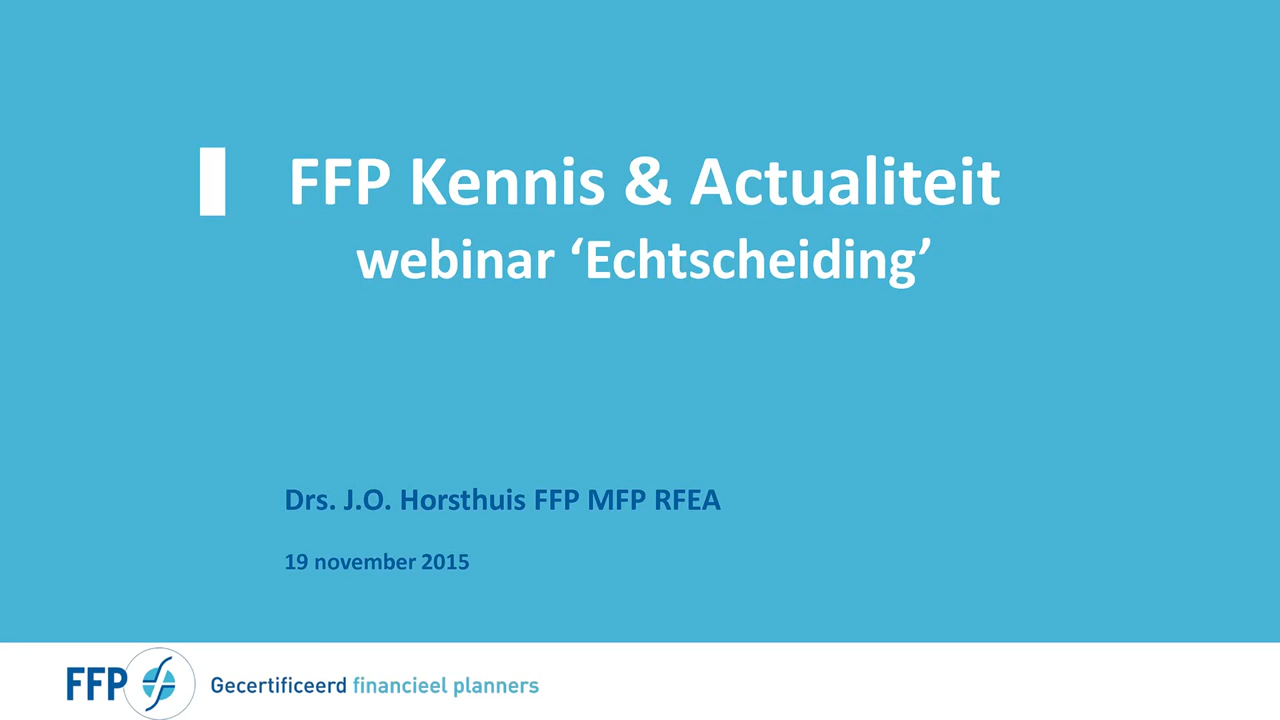 FFP Kennis & Actualiteit
webinar ‘Echtscheiding’
Drs. J.O. Horsthuis FFP MFP RFEA
19 november 2015
FFP Gecertificeerd financieel planners